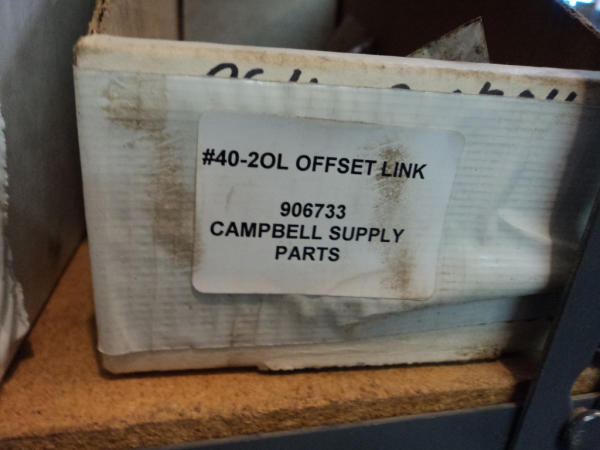 #40-2OL OFFSET LINK
906733
CAMPBELL SUPPLY
PARTS